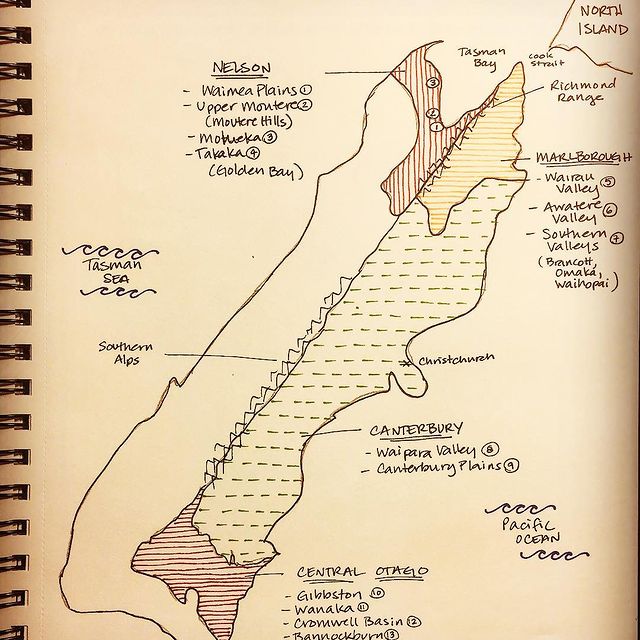 NORTH
ISLAND
Tasman
Bay
Cook
Strait
Richmond
Range
NELSON
- Waimea Plains ①
- Upper Moutere ②
(Moutere Hills)
- Motueka ③
- Takaka ④
(Golden Bay)
③
②
①
MARLBOROUGH
- Wairau
Valley ⑤
- Awatere
Valley ⑥
- Southern
Valleys ⑦
(Brancott,
Omaka,
Waihopai)
Tasman
SEA
Southern
Alps
Christchurch
CANTERBURY
- Waipara Valley ⑧
- Canterbury Plains ⑨
Pacific
OCEAN
CENTRAL OTAGO
- Gibbston ⑩
- Wanaka ⑪
- Cromwell Basin ⑫
- Bannockburn ⑬